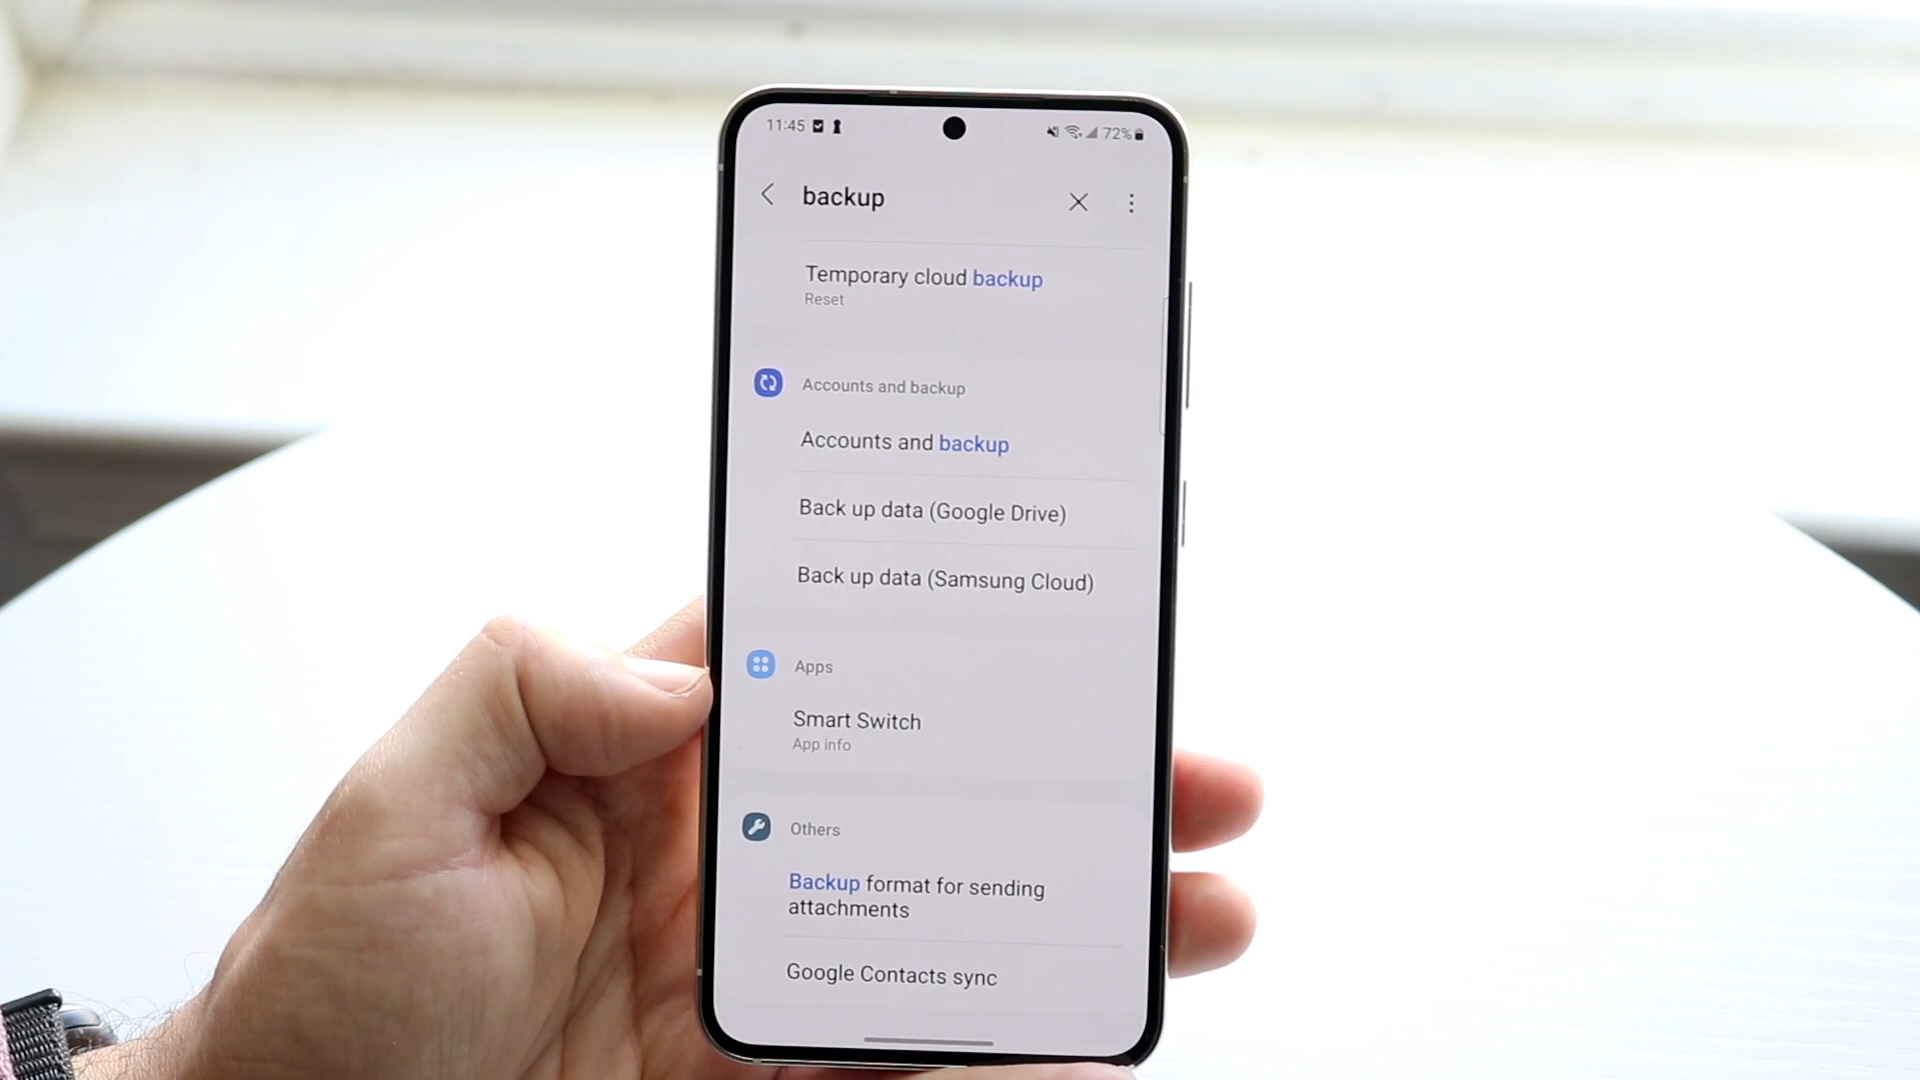 11:45 72%
backup
Temporary cloud backup
Reset
Accounts and backup
Accounts and backup
Back up data (Google Drive)
Back up data (Samsung Cloud)
Apps
Smart Switch
App info
Others
Backup format for sending
attachments
Google Contacts sync